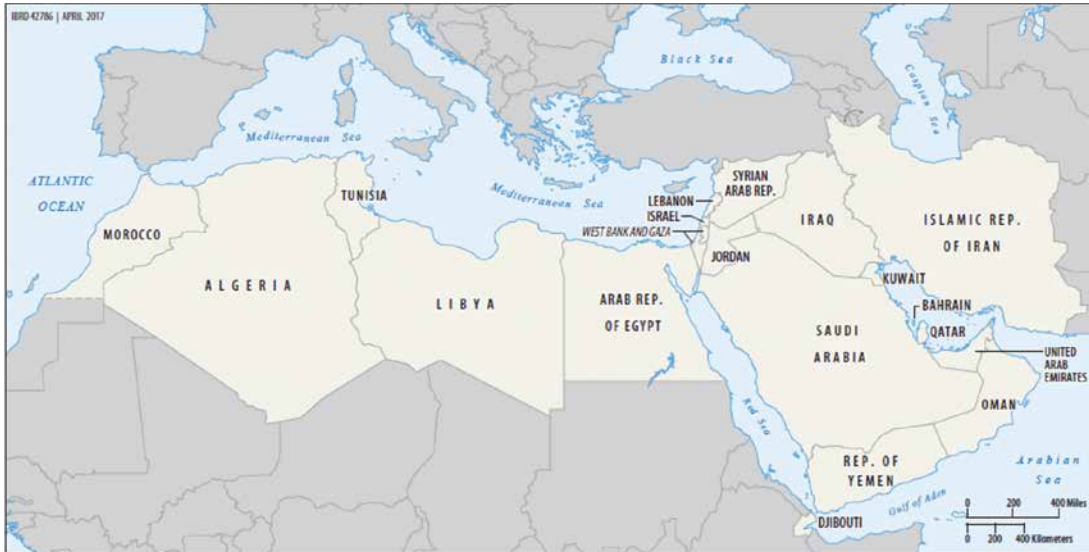 IBRD 42786 | APRIL 2017
Black Sea
Caspian Sea
Mediterranean Sea
ATLANTIC
OCEAN
TUNISIA
Mediterranean Sea
SYRIAN
ARAB REP.
LEBANON
ISRAEL
WEST BANK AND GAZA
IRAQ
ISLAMIC REP.
OF IRAN
MOROCCO
JORDAN
ALGERIA
LIBYA
ARAB REP.
OF EGYPT
KUWAIT
BAHRAIN
QATAR
SAUDI
ARABIA
UNITED
ARAB
EMIRATES
OMAN
Red Sea
REP. OF
YEMEN
Arabian
Sea
Gulf of Aden
DJIBOUTI
0 200 400 Miles
0 200 400 Kilometers